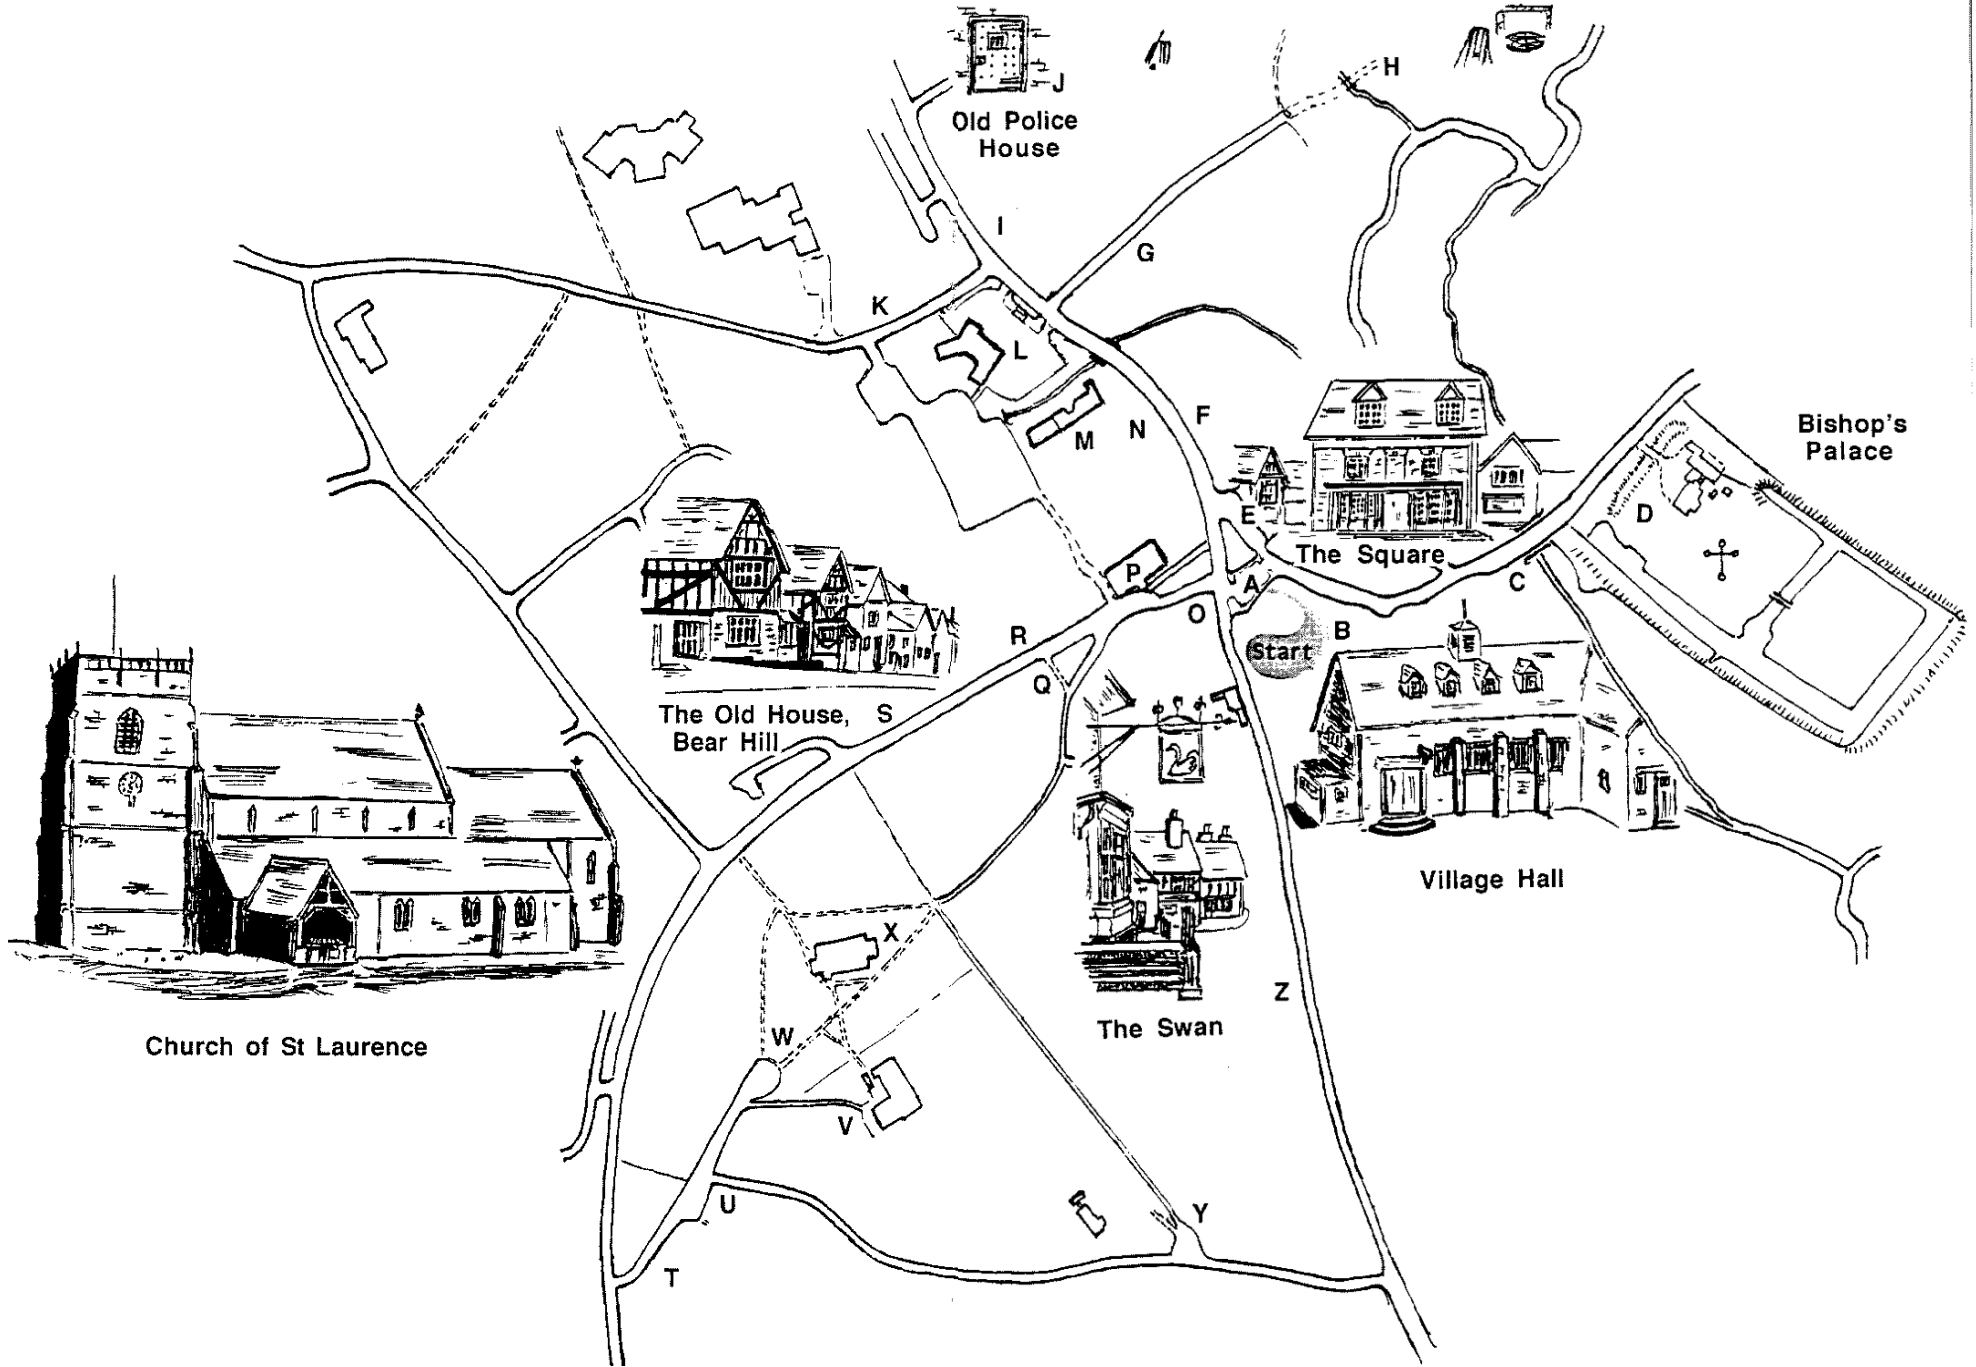 J
Old Police
House
H
I
G
K
L
F
N
M
Bishop's
Palace
D
E
The Square
P
A
C
O
B
R
Start
Q
The Old House, S
Bear Hill
Village Hall
X
Z
The Swan
W
Church of St Laurence
V
U
Y
T